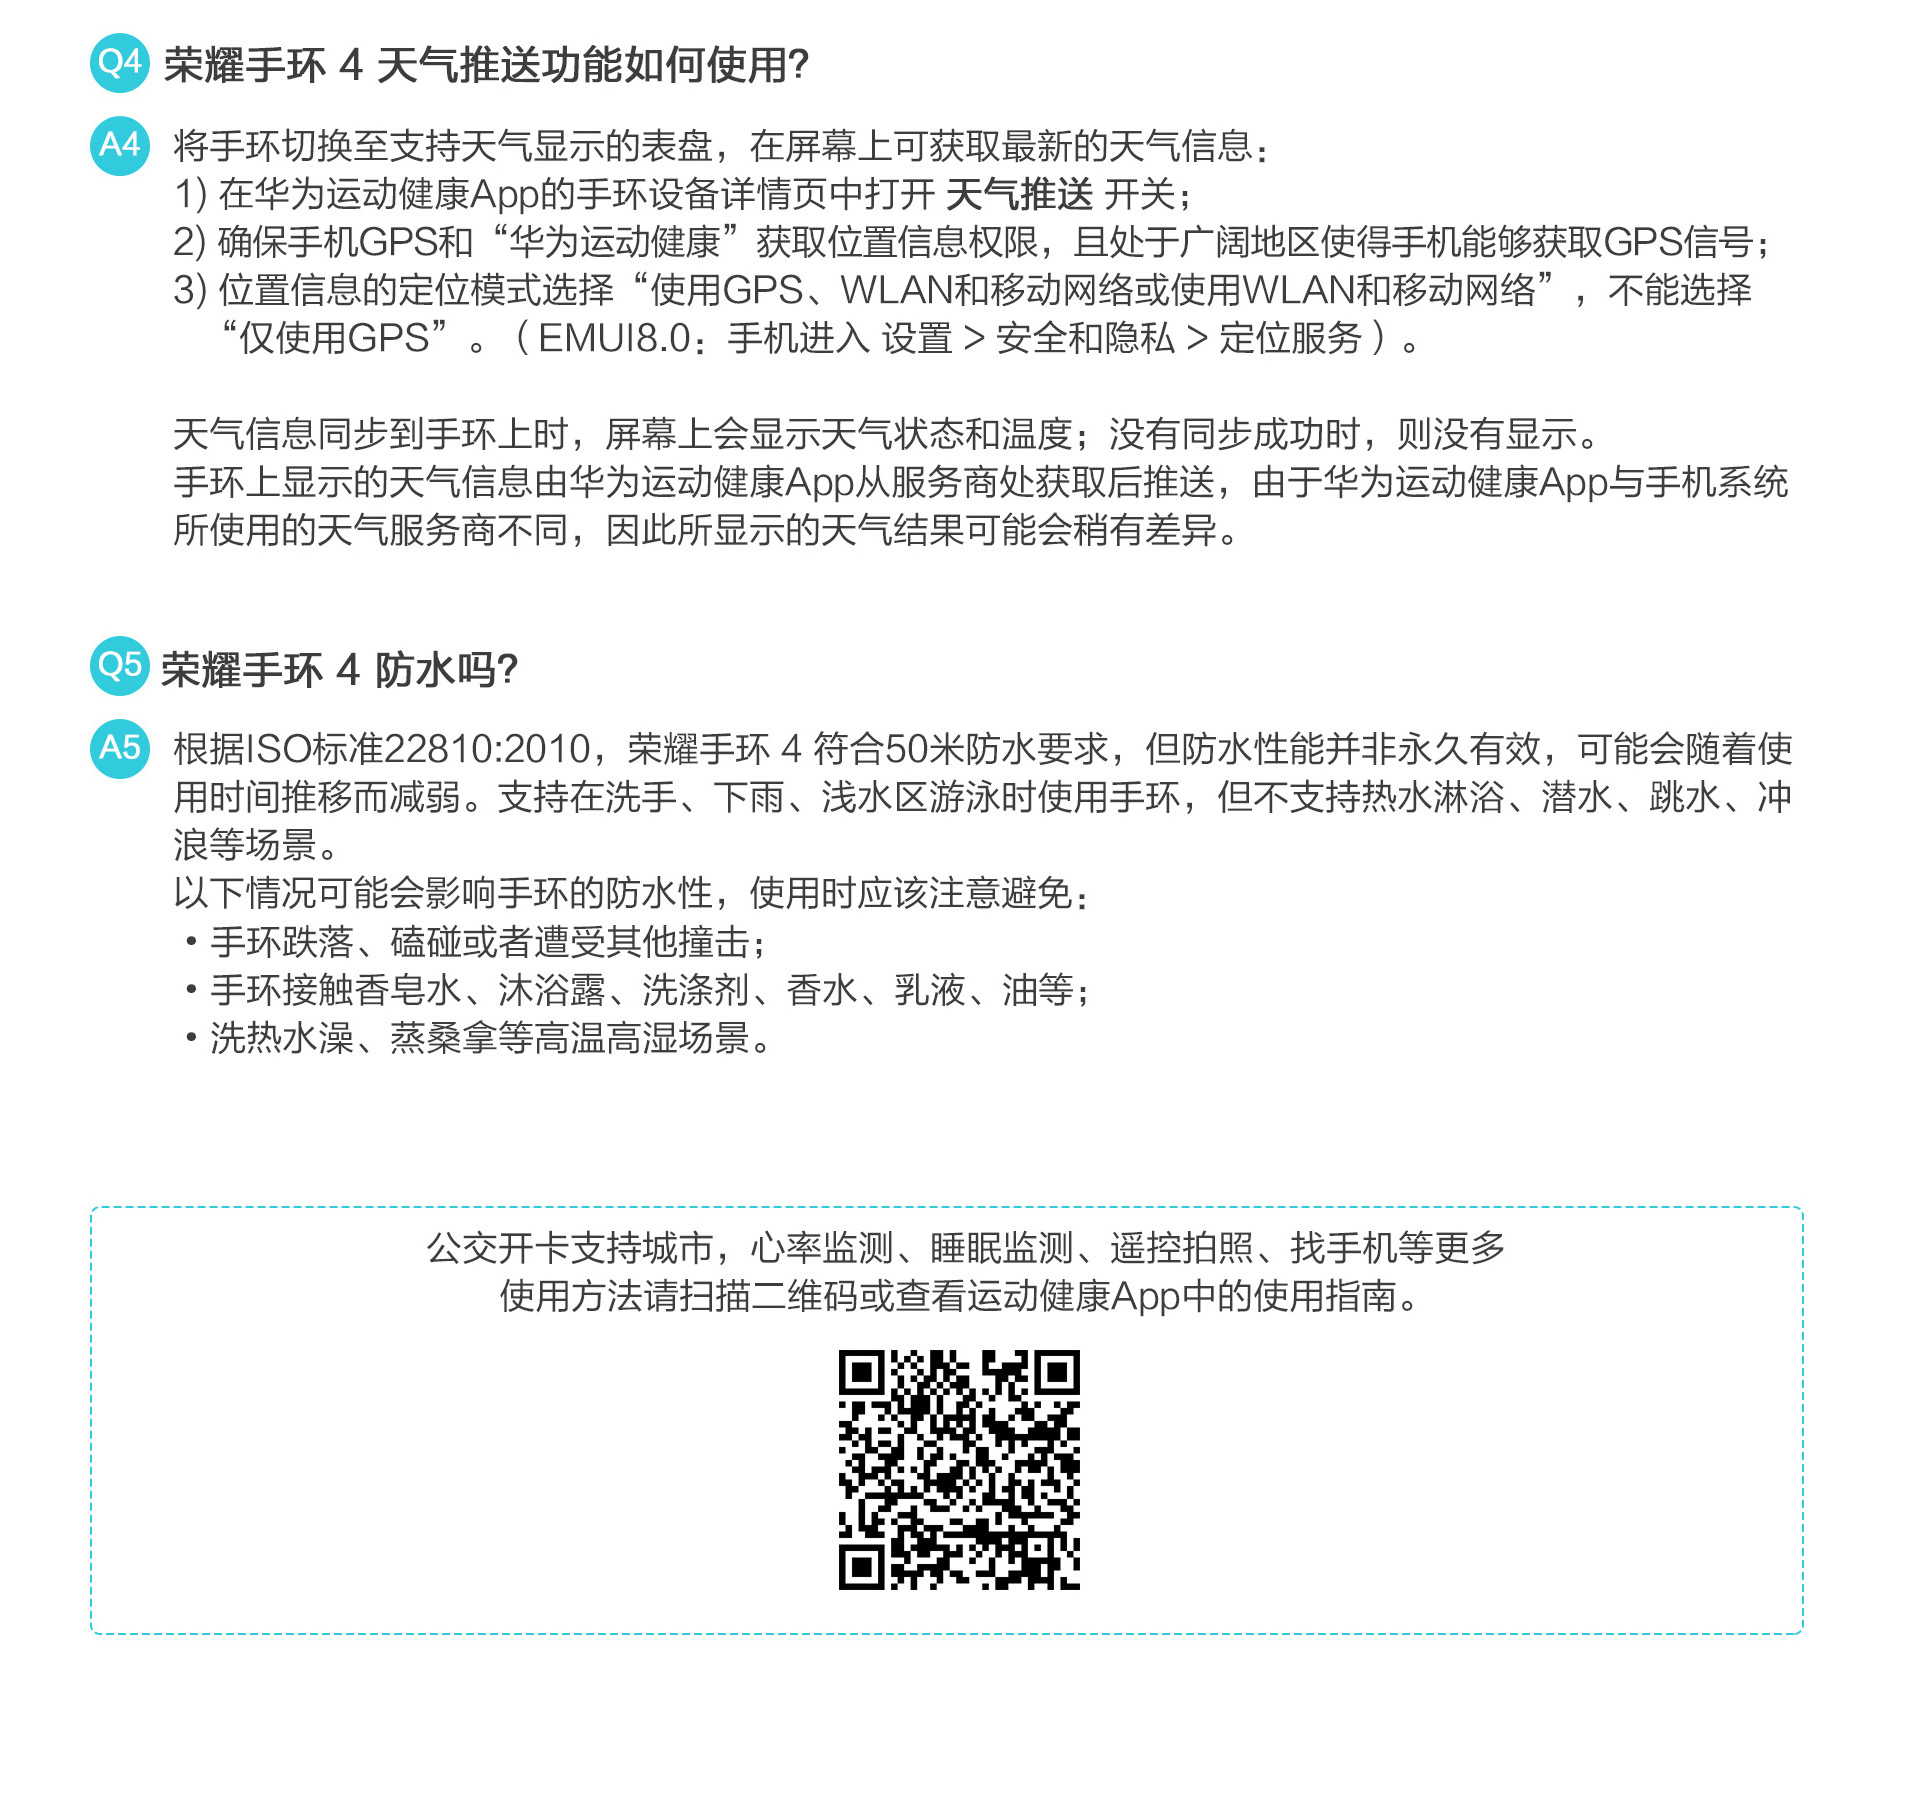 Q4 荣耀手环 4 天气推送功能如何使用?
A4 将手环切换至支持天气显示的表盘，在屏幕上可获取最新的天气信息：
1) 在华为运动健康App的手环设备详情页中打开 天气推送 开关；
2) 确保手机GPS和“华为运动健康”获取位置信息权限，且处于广阔地区使得手机能够获取GPS信号；
3) 位置信息的定位模式选择“使用GPS、WLAN和移动网络或使用WLAN和移动网络”，不能选择
“仅使用GPS”。（EMUI8.0：手机进入 设置 > 安全和隐私 > 定位服务）。
天气信息同步到手环上时，屏幕上会显示天气状态和温度；没有同步成功时，则没有显示。
手环上显示的天气信息由华为运动健康App从服务商处获取后推送，由于华为运动健康App与手机系统
所使用的天气服务商不同，因此所显示的天气结果可能会稍有差异。
Q5 荣耀手环 4 防水吗?
A5 根据ISO标准22810:2010，荣耀手环 4 符合50米防水要求，但防水性能并非永久有效，可能会随着使
用时间推移而减弱。支持在洗手、下雨、浅水区游泳时使用手环，但不支持热水淋浴、潜水、跳水、冲
浪等场景。
以下情况可能会影响手环的防水性，使用时应该注意避免：
• 手环跌落、磕碰或者遭受其他撞击；
• 手环接触香皂水、沐浴露、洗涤剂、香水、乳液、油等；
• 洗热水澡、蒸桑拿等高温高湿场景。
公交开卡支持城市，心率监测、睡眠监测、遥控拍照、找手机等更多
使用方法请扫描二维码或查看运动健康App中的使用指南。